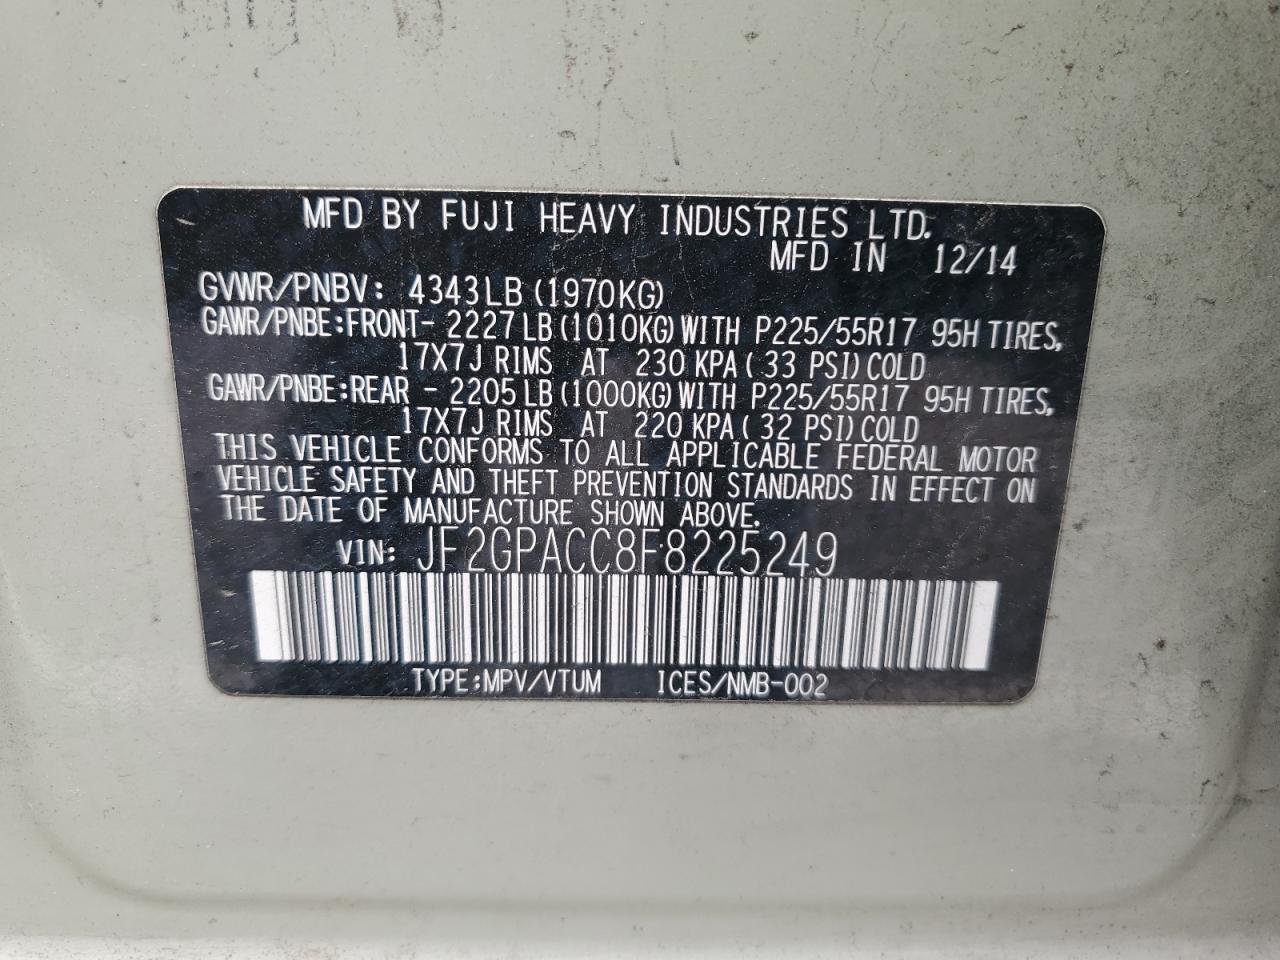 MFD BY FUJI HEAVY INDUSTRIES LTD.
MFD IN 12/14
GVWR/PNBV: 4343LB (1970KG)
GAWR/PNBE:FRONT- 2227LB(1010KG)WITH P225/55R17 95H TIRES,
17X7J RIMS AT 230 KPA( 33 PSI)COLD
GAWR/PNBE:REAR - 2205LB(1000KG)WITH P225/55R17 95H TIRES,
17X7J RIMS AT 220 KPA( 32 PSI)COLD
THIS VEHICLE CONFORMS TO ALL APPLICABLE FEDERAL MOTOR
VEHICLE SAFETY AND THEFT PREVENTION STANDARDS IN EFFECT ON
THE DATE OF MANUFACTURE SHOWN ABOVE.
VIN: JF2GPACC8F8225249
TYPE:MPV/VTUM ICES/NMB-002